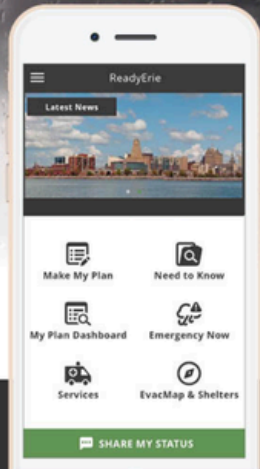 ReadyErie
Latest News
Make My Plan
Need to Know
My Plan Dashboard
Emergency Now
Services
EvacMap & Shelters
SHARE MY STATUS